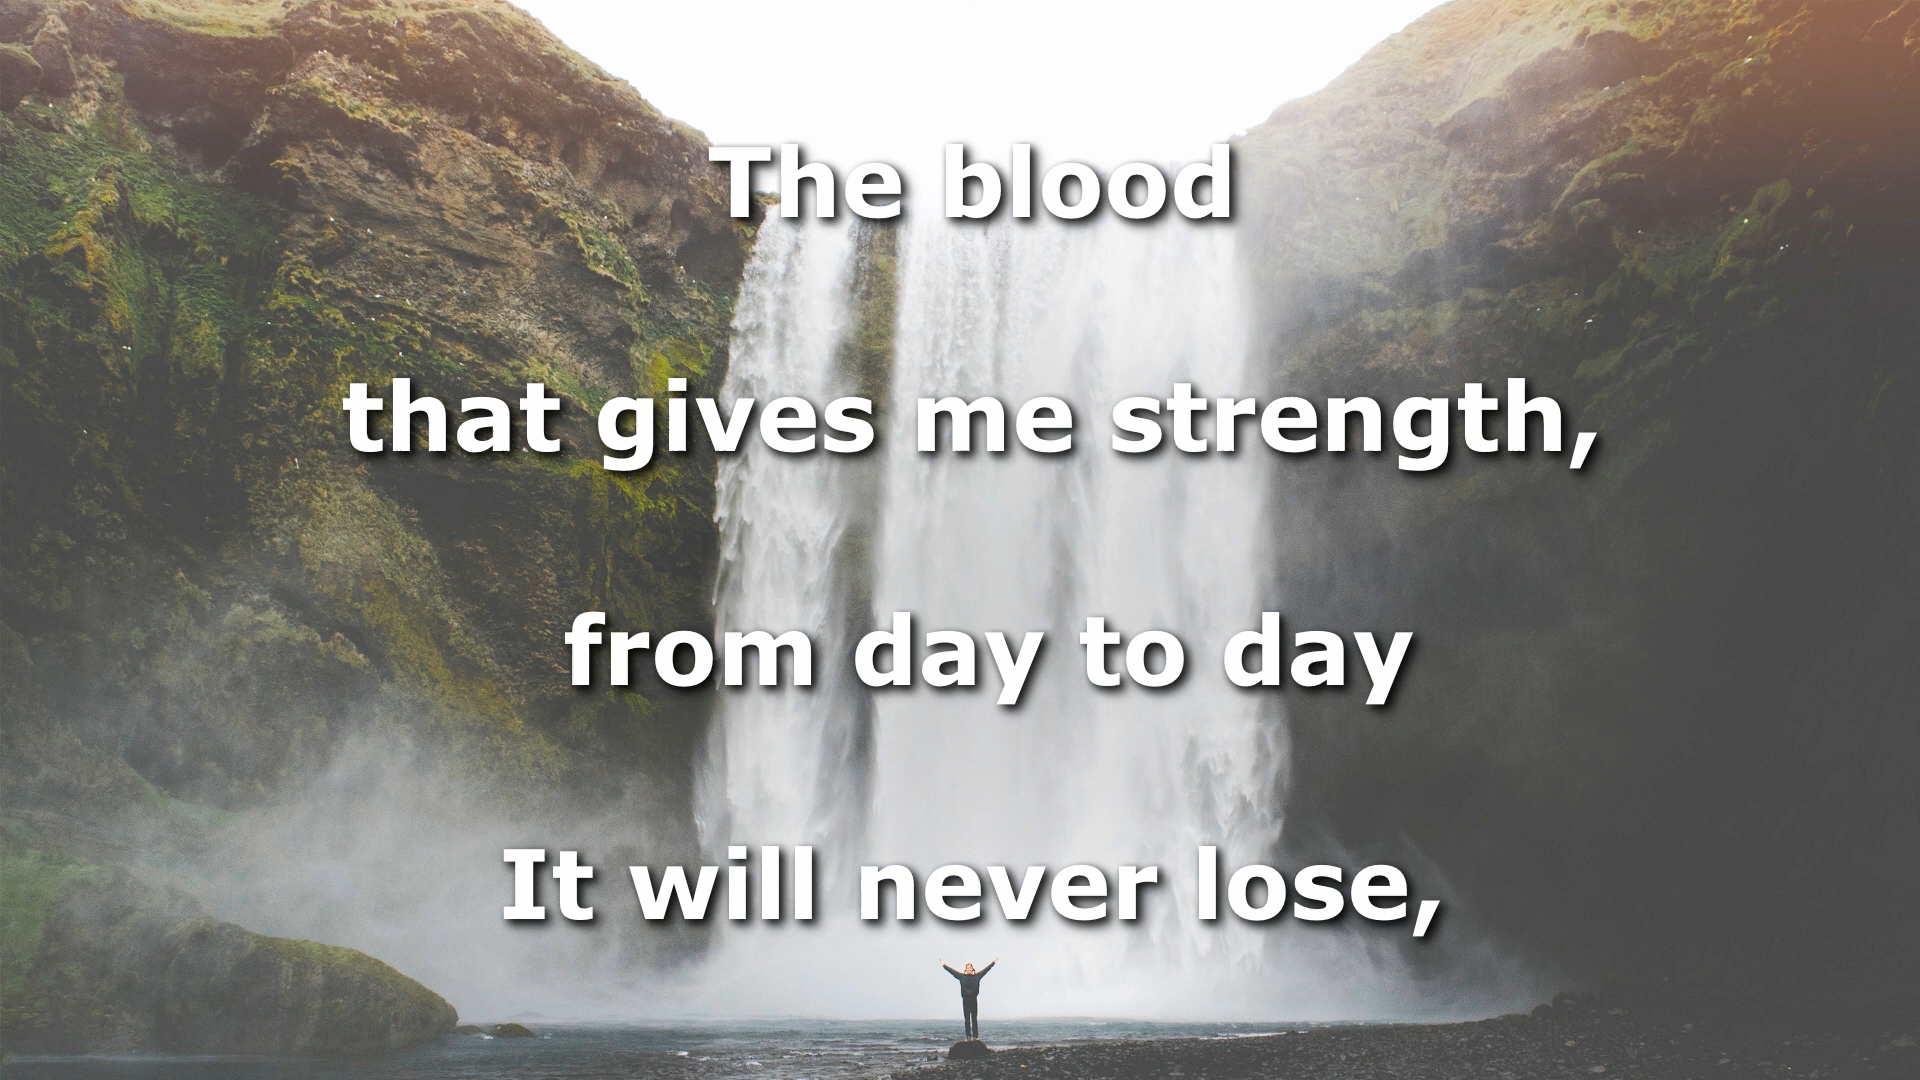 The blood
that gives me strength,
from day to day
It will never lose,